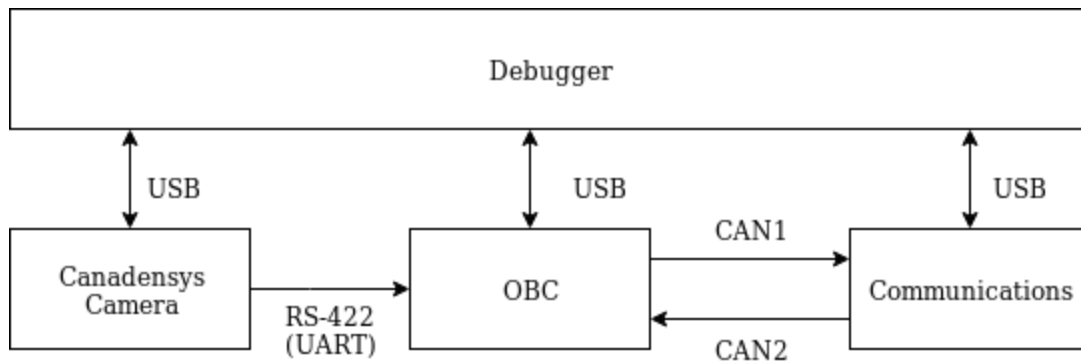 Debugger
USB
USB
USB
CAN1
Canadensys
Camera
OBC
Communications
RS-422
(UART)
CAN2